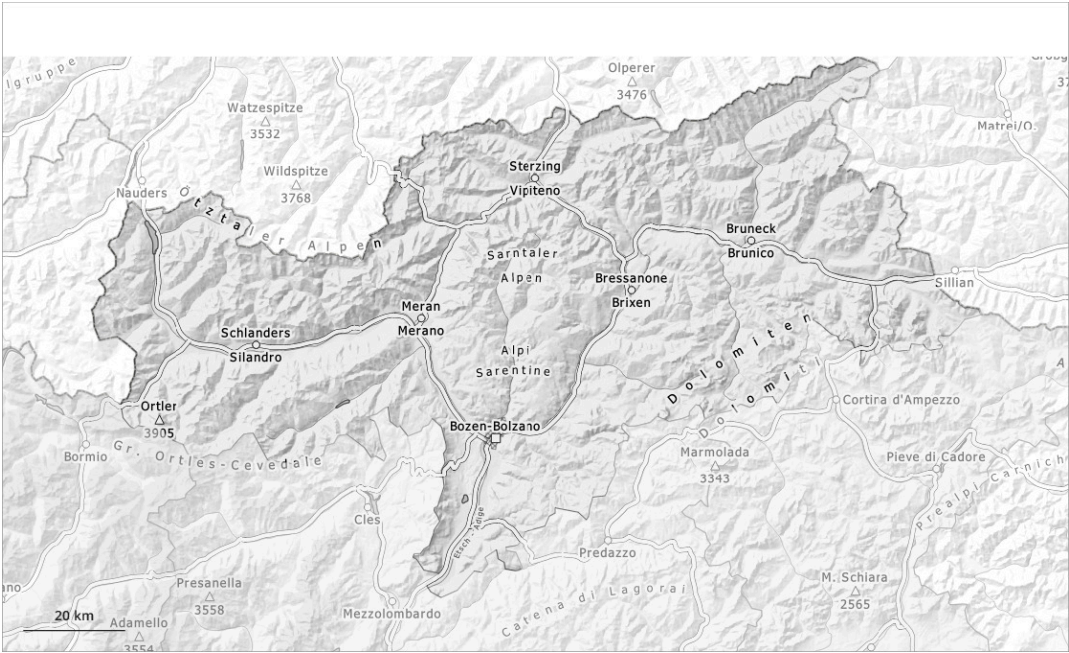 lgruppe
Olperer
3476
Watzespitze
3532
Matrei/O.
Wildspitze
3768
Sterzing
Vipiteno
Nauders
Ötztaler Alpen
Bruneck
Brunico
Sarntaler
Alpen
Bressanone
Brixen
Sillian
Meran
Merano
Schlanders
Silandro
Alpi
Sarentine
Dolomiten
Dolomiti
Ortler
3905
Cortina d'Ampezzo
Bozen-Bolzano
Gr. Ortles-Cevedale
Bormio
Marmolada
3343
Pieve di Cadore
Prealpi Carnich
Cles
Etsch - Adige
Predazzo
ano
Presanella
3558
M. Schiara
2565
Mezzolombardo
Catena di Lagorai
20 km
Adamello
3554